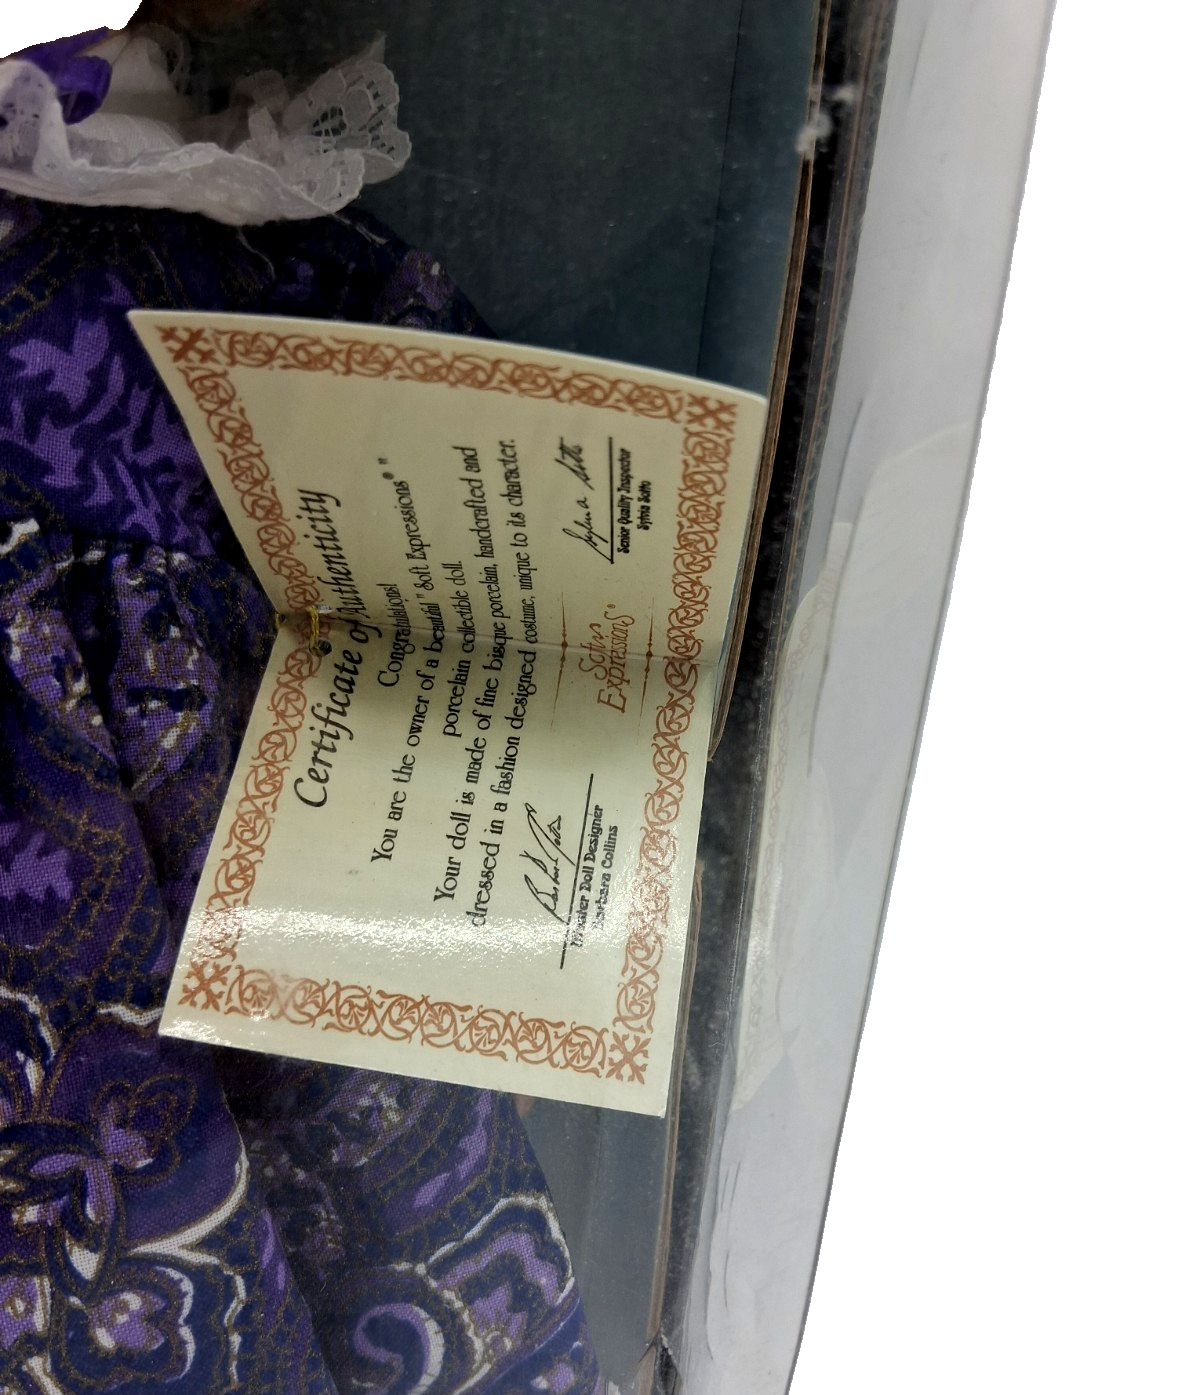 Certificate of Authenticity
Congratulations!
You are the owner of a beautiful "Soft Expressions®"
porcelain collectible doll.
Your doll is made of fine bisque porcelain, handcrafted and
dressed in a fashion designed costume, unique to its character.
Master Doll Designer
Barbara Collins
Soft
Expressions®
Senior Quality Inspector
Sylvia Sotto